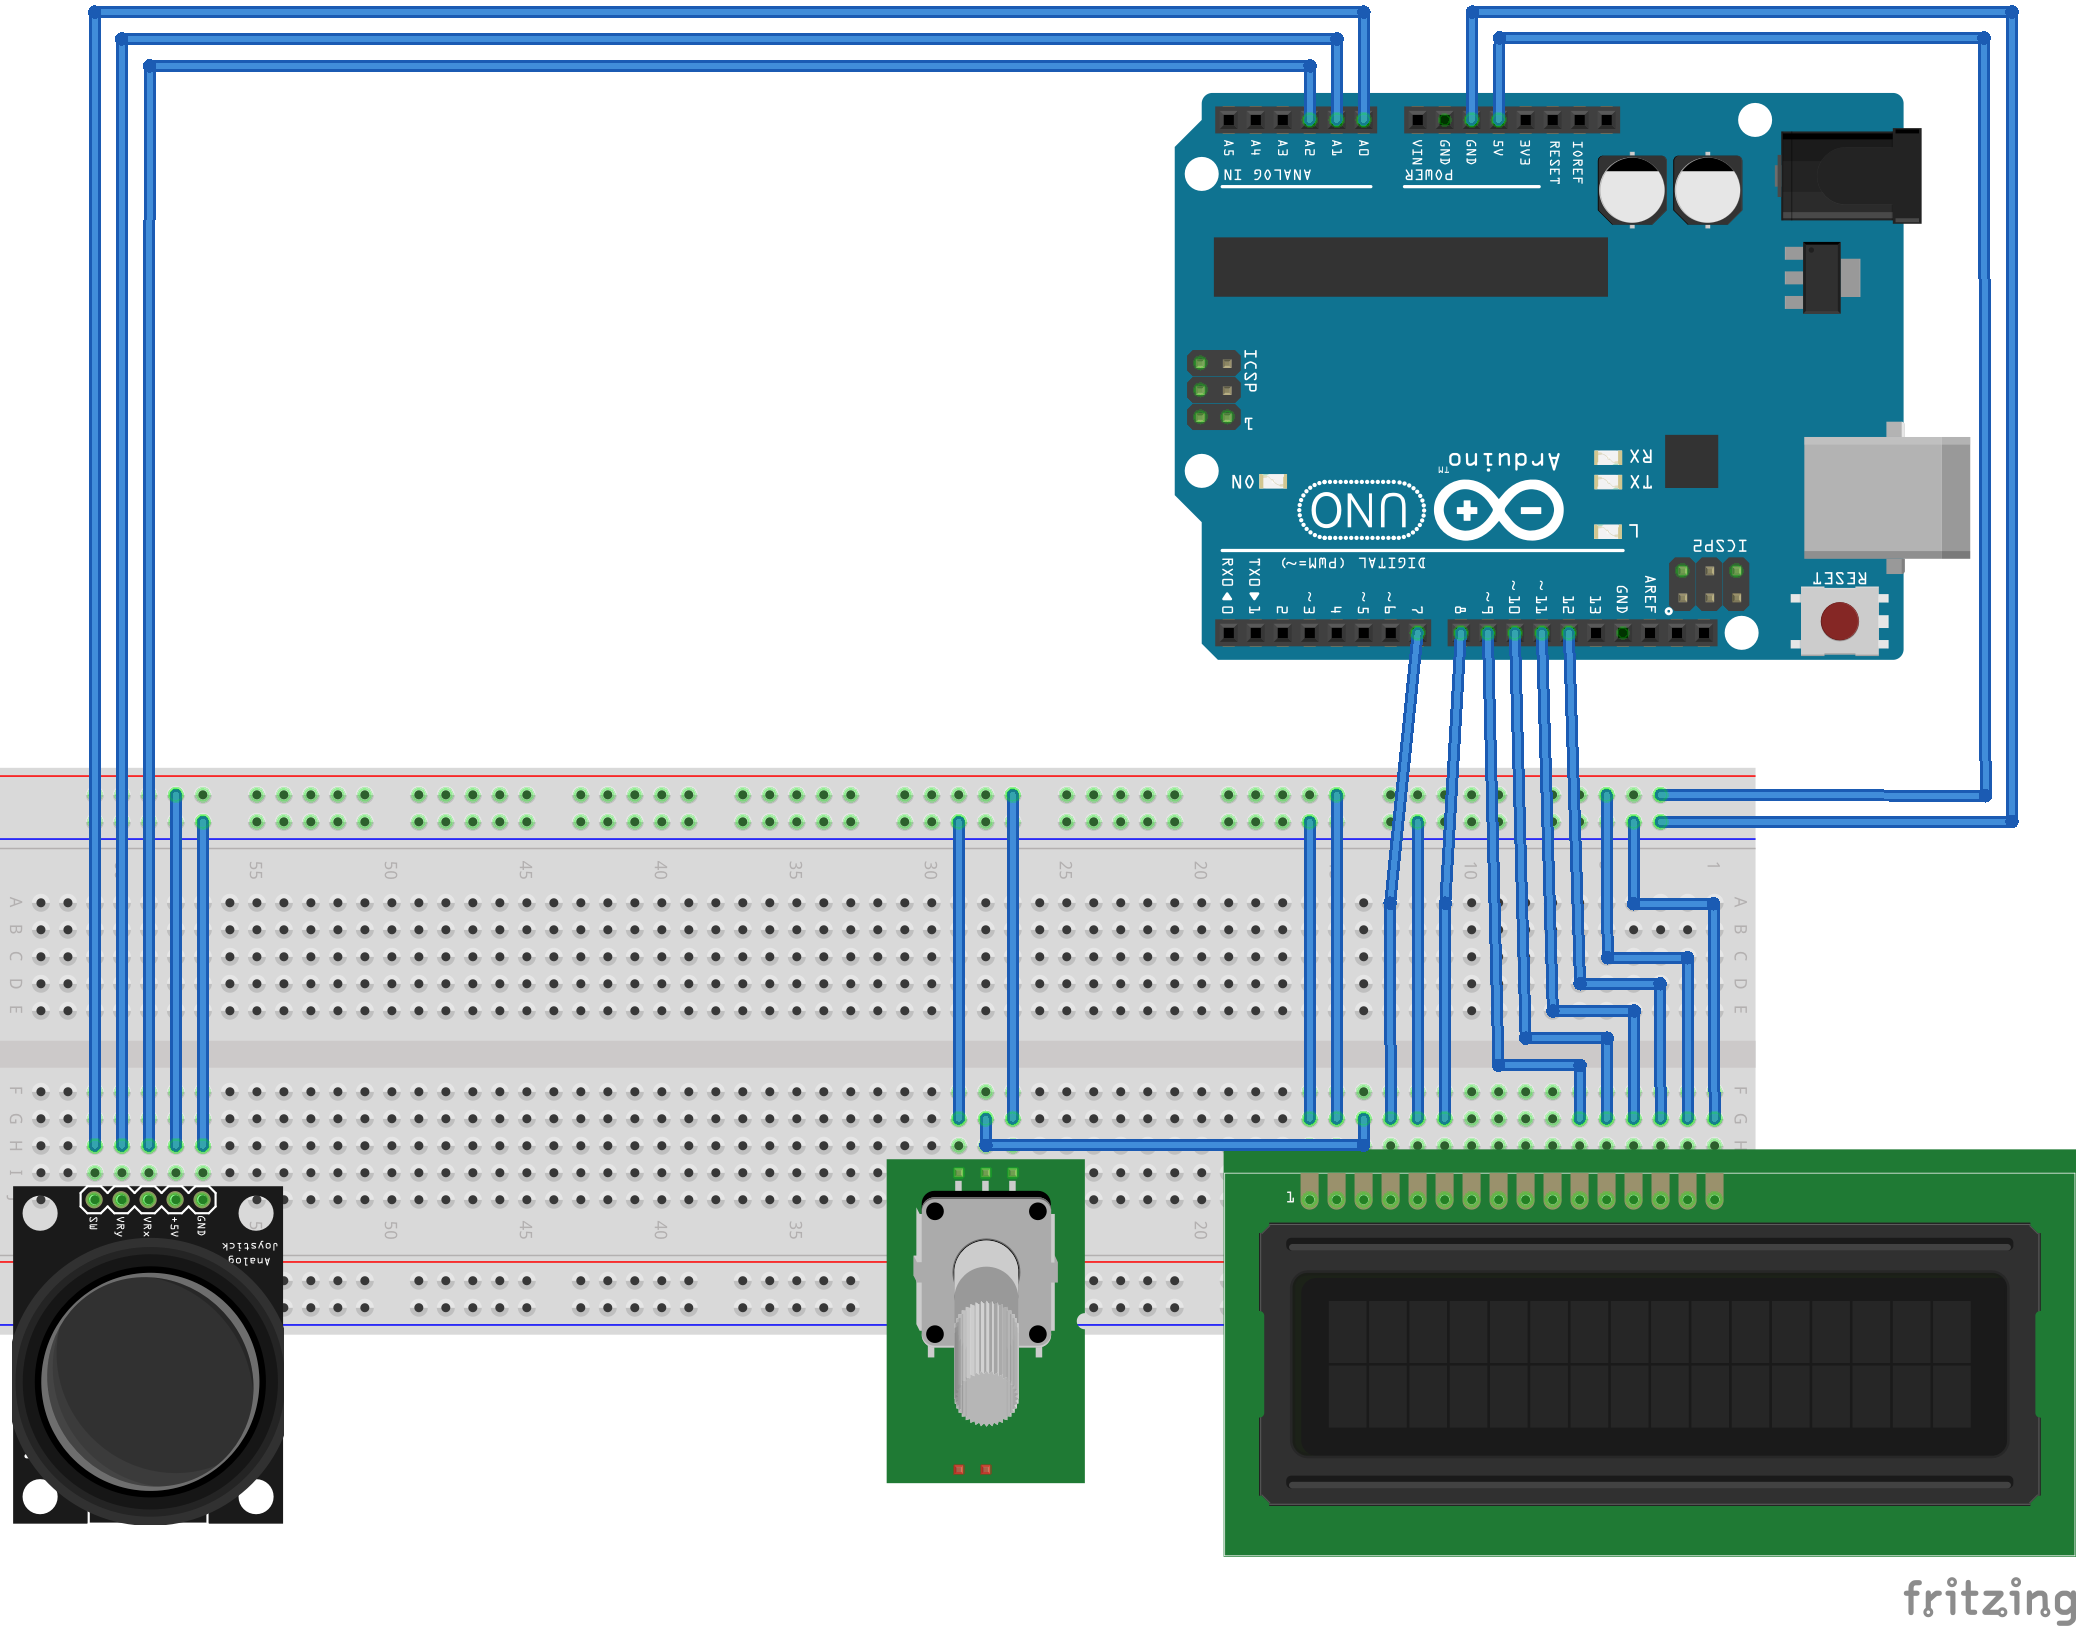 A5 A4 A3 A2 A1 A0
VIN GND GND 5V 3V3 RESET IOREF
ANALOG IN
POWER
ICSP
1
Arduino™
RX
TX
ON
UNO
L
ICSP2
DIGITAL (PWM=~)
RESET
RX0 0
TX0 1
2
~3
4
~5
~6
7
8
~9
~10
~11
12
13
GND
AREF
55 50 45 40 35 30 25 20 10 1
A A
B B
C C
D D
E E
F F
G G
H H
I
SW VRy VRx +5V GND
Analog
Joystick
50 45 40 35 20
1
fritzing